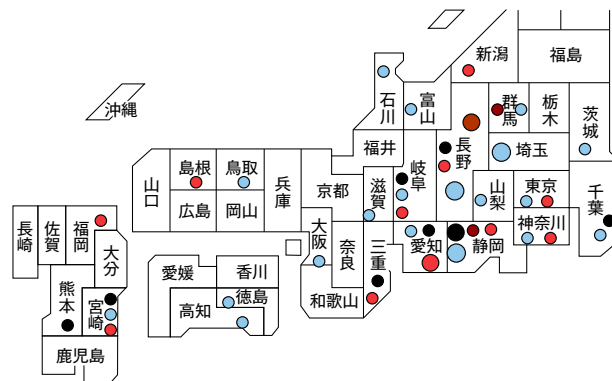 新潟
福島
石川
富山
群馬
栃木
茨城
沖縄
福井
長野
埼玉
山口
島根
鳥取
兵庫
京都
滋賀
岐阜
山梨
東京
千葉
広島
岡山
長崎
佐賀
福岡
大分
大阪
奈良
三重
愛知
静岡
神奈川
愛媛
香川
熊本
宮崎
高知
徳島
和歌山
鹿児島